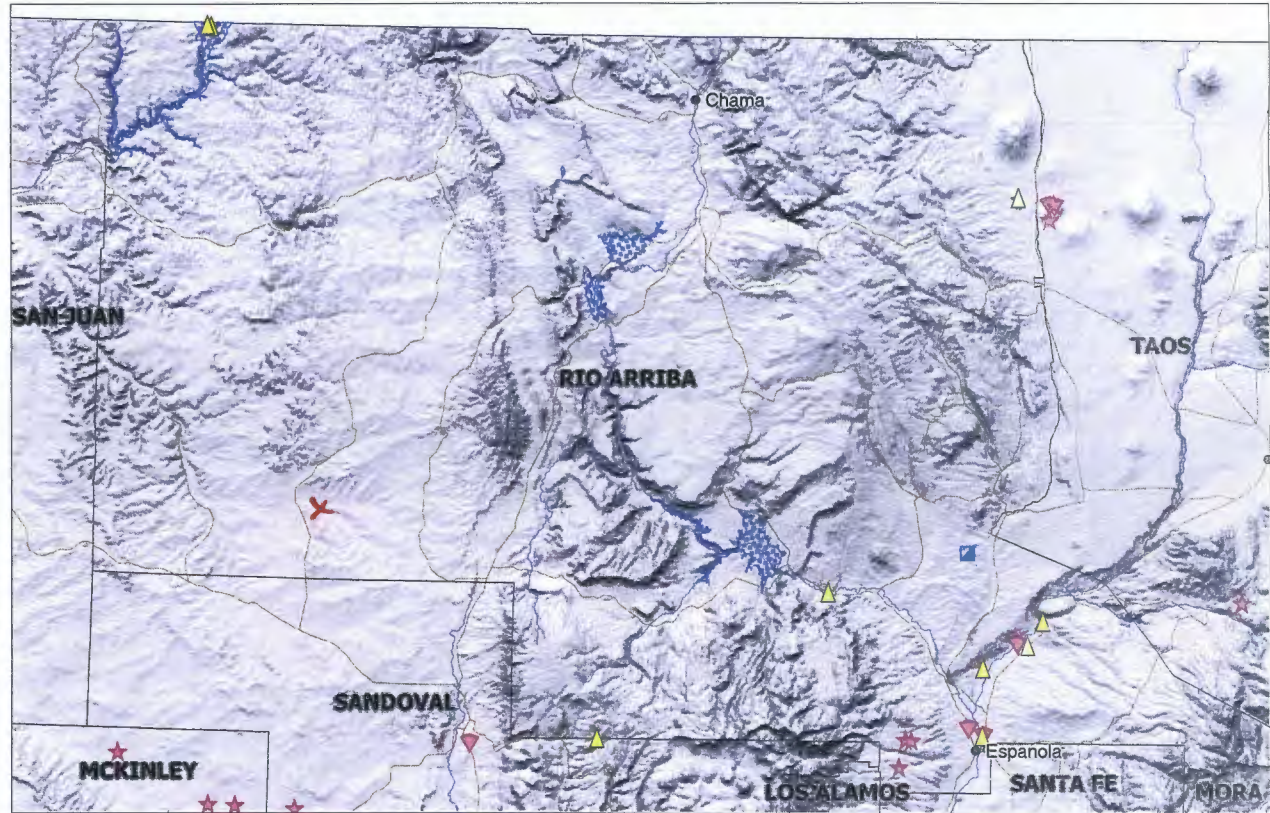 Chama
SAN JUAN
TAOS
RIO ARRIBA
SANDOVAL
Espanola
MCKINLEY
LOS ALAMOS
SANTA FE
MORA